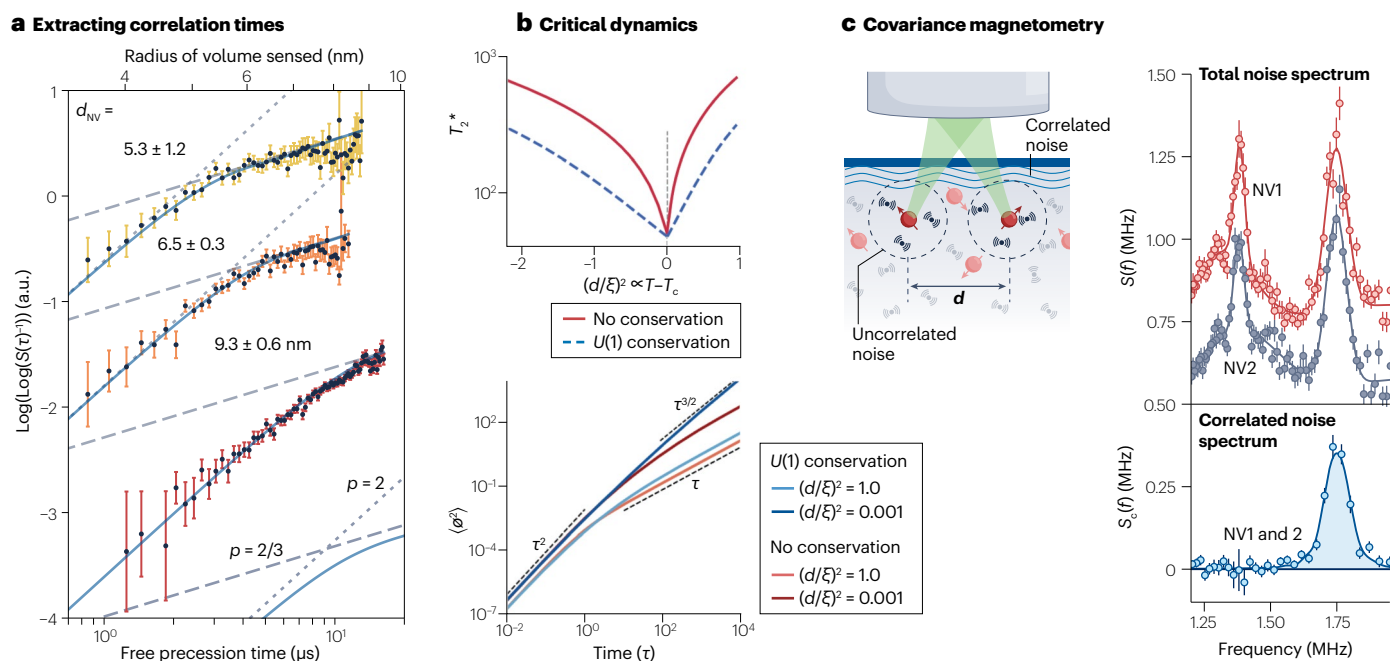 a Extracting correlation times
Radius of volume sensed (nm)
4
6
10
1
0
−1
−2
−3
−4
Log(Log(S(τ)⁻¹)) (a.u.)
d_NV =
5.3 ± 1.2
6.5 ± 0.3
9.3 ± 0.6 nm
p = 2
p = 2/3
10⁰
10¹
Free precession time (μs)
b Critical dynamics
10³
10²
T₂*
−2
−1
0
1
(d/ξ)² ∝ T−T_c
No conservation
U(1) conservation
10²
10⁻¹
10⁻⁴
10⁻⁷
⟨ø²⟩
τ^3/2
τ
τ²
10⁻²
10⁰
10²
10⁴
Time (τ)
U(1) conservation
(d/ξ)² = 1.0
(d/ξ)² = 0.001
No conservation
(d/ξ)² = 1.0
(d/ξ)² = 0.001
c Covariance magnetometry
Correlated
noise
d
Uncorrelated
noise
Total noise spectrum
1.50
1.25
1.00
0.75
0.50
S(f) (MHz)
NV1
NV2
Correlated noise
spectrum
0.25
0
S_c(f) (MHz)
NV1 and 2
1.25
1.50
1.75
Frequency (MHz)